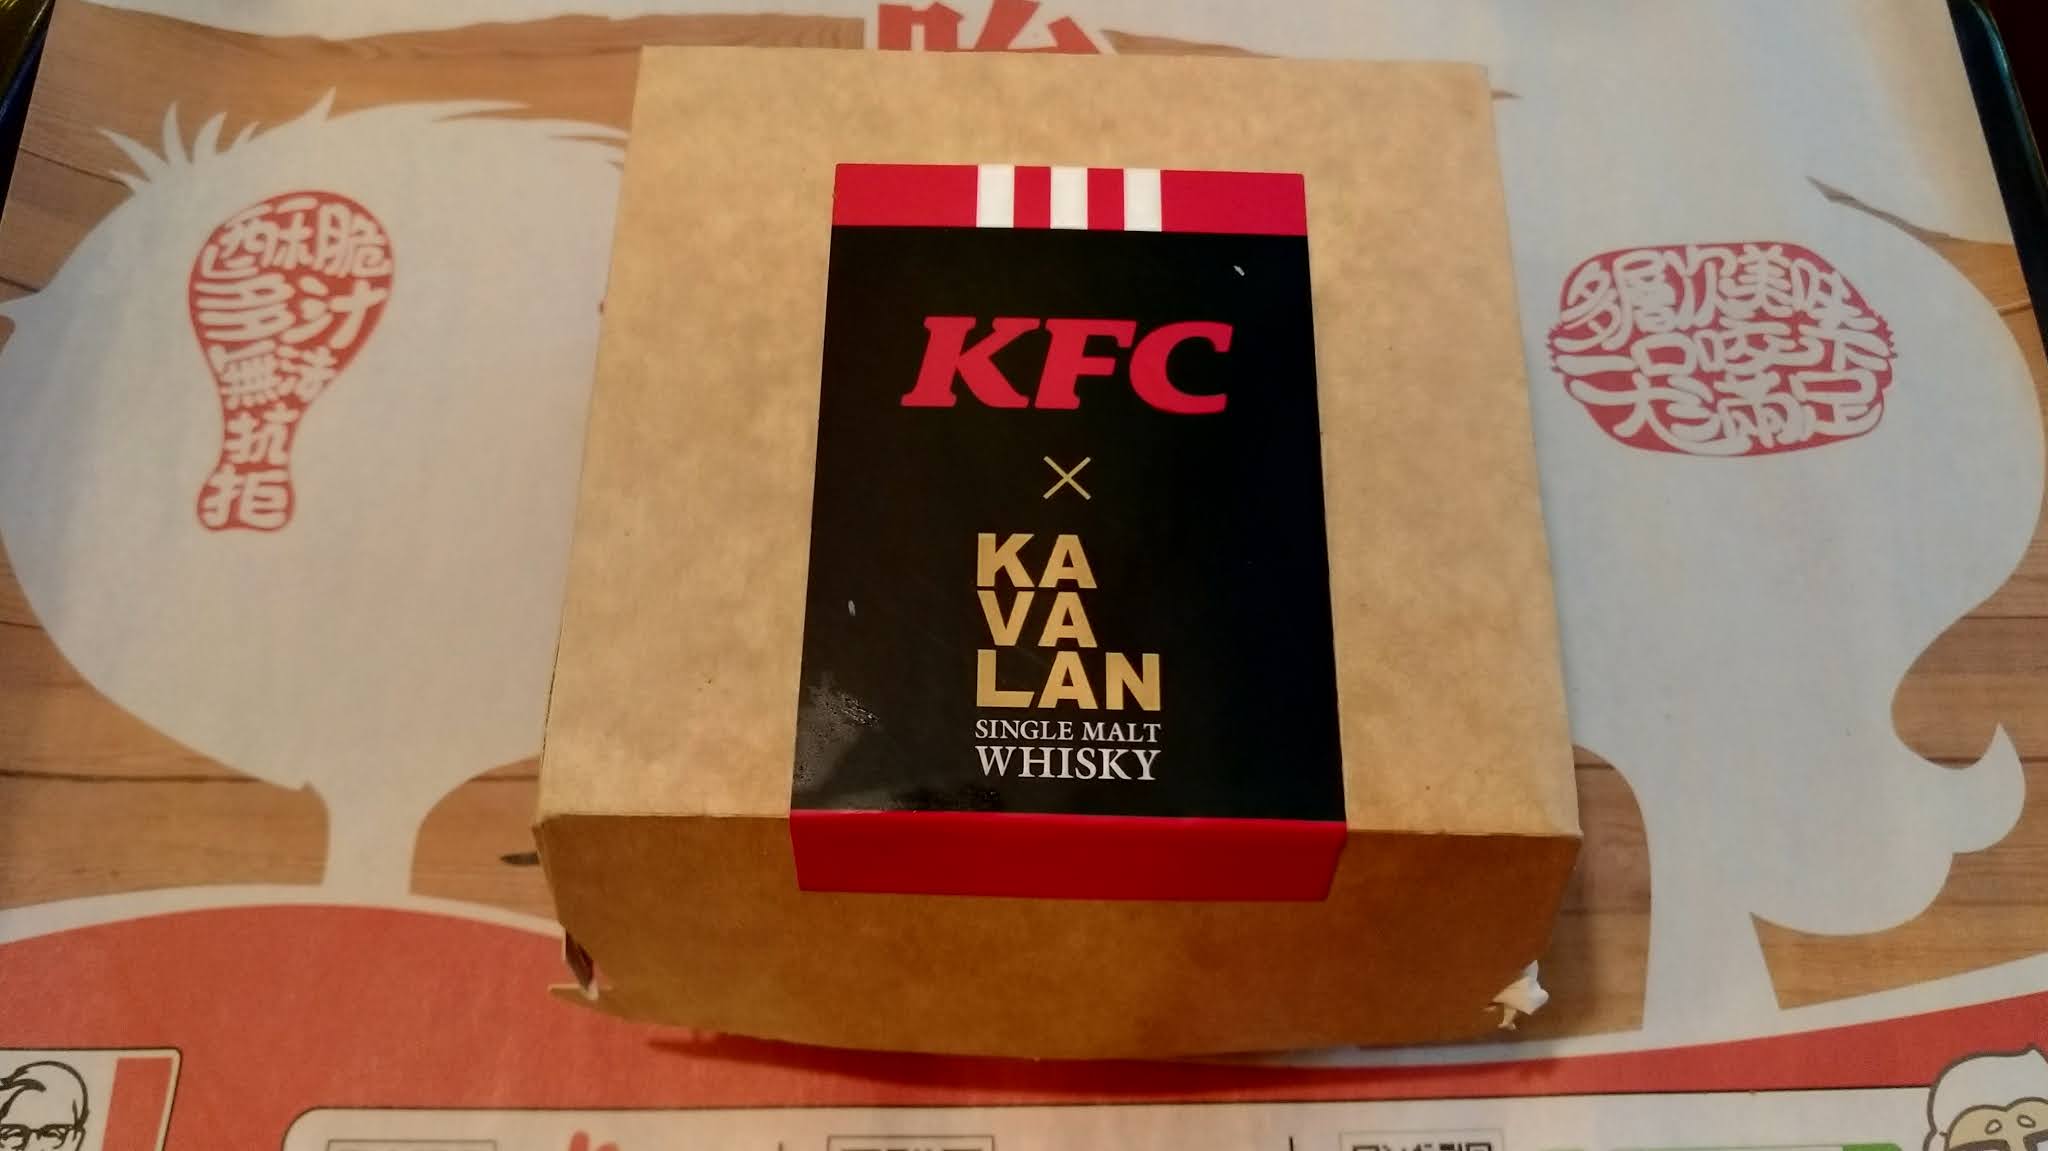 酥脆
多汁
無法
抗
拒
KFC
×
KA
VA
LAN
SINGLE MALT
WHISKY
多層次美味
一口咬下
大滿足